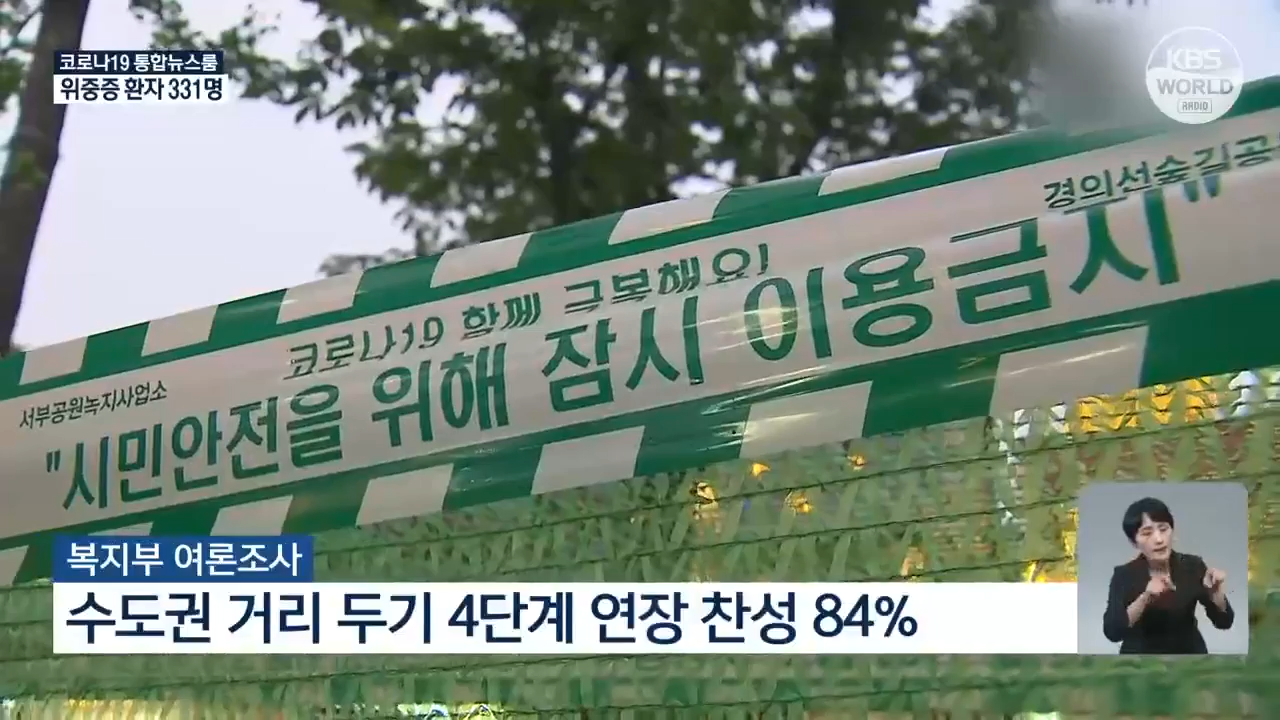 코로나19 통합뉴스룸
위중증 환자 331명
KBS
WORLD
RADIO
경의선숲길공
코로나19 함께 극복해요!
서부공원녹지사업소
"시민안전을 위해 잠시 이용금지"
복지부 여론조사
수도권 거리 두기 4단계 연장 찬성 84%